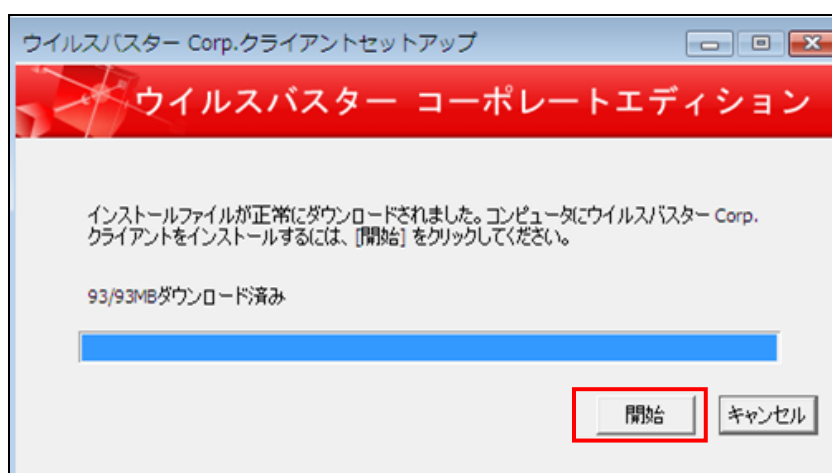 ウイルスバスター Corp.クライアントセットアップ
ウイルスバスター コーポレートエディション
インストールファイルが正常にダウンロードされました。コンピュータにウイルスバスター Corp.
クライアントをインストールするには、[開始] をクリックしてください。
93/93MBダウンロード済み
開始
キャンセル